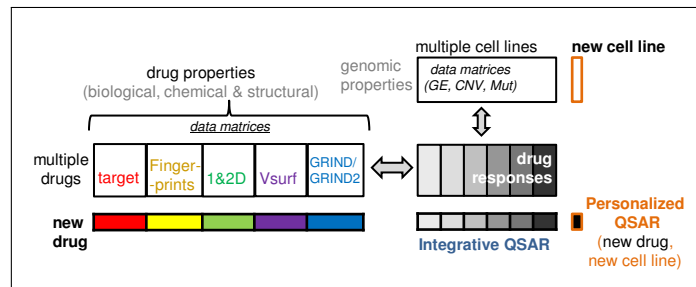 multiple cell lines
new cell line
drug properties
(biological, chemical & structural)
genomic
properties
data matrices
(GE, CNV, Mut)
data matrices
multiple
drugs
target
Finger-
-prints
1&2D
Vsurf
GRIND/
GRIND2
drug
responses
new
drug
Integrative QSAR
Personalized
QSAR
(new drug,
new cell line)